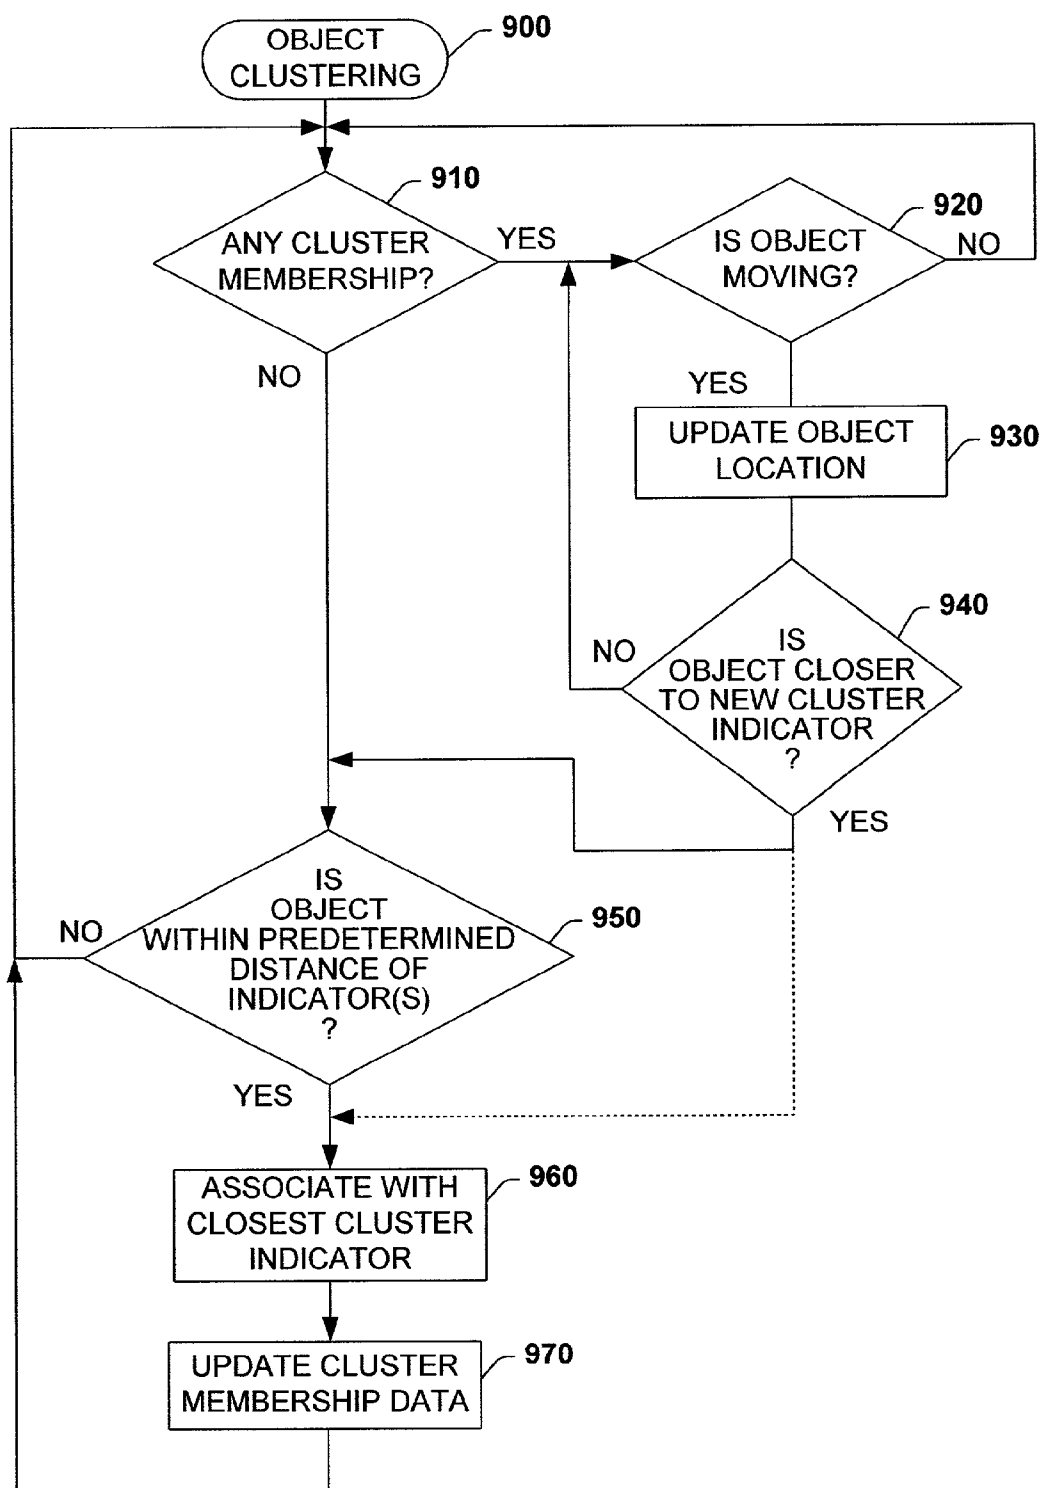 OBJECT
CLUSTERING
900
910
ANY CLUSTER
MEMBERSHIP?
YES
NO
920
IS OBJECT
MOVING?
NO
YES
UPDATE OBJECT
LOCATION
930
940
IS
OBJECT CLOSER
TO NEW CLUSTER
INDICATOR
?
NO
YES
950
IS
OBJECT
WITHIN PREDETERMINED
DISTANCE OF
INDICATOR(S)
?
NO
YES
960
ASSOCIATE WITH
CLOSEST CLUSTER
INDICATOR
970
UPDATE CLUSTER
MEMBERSHIP DATA